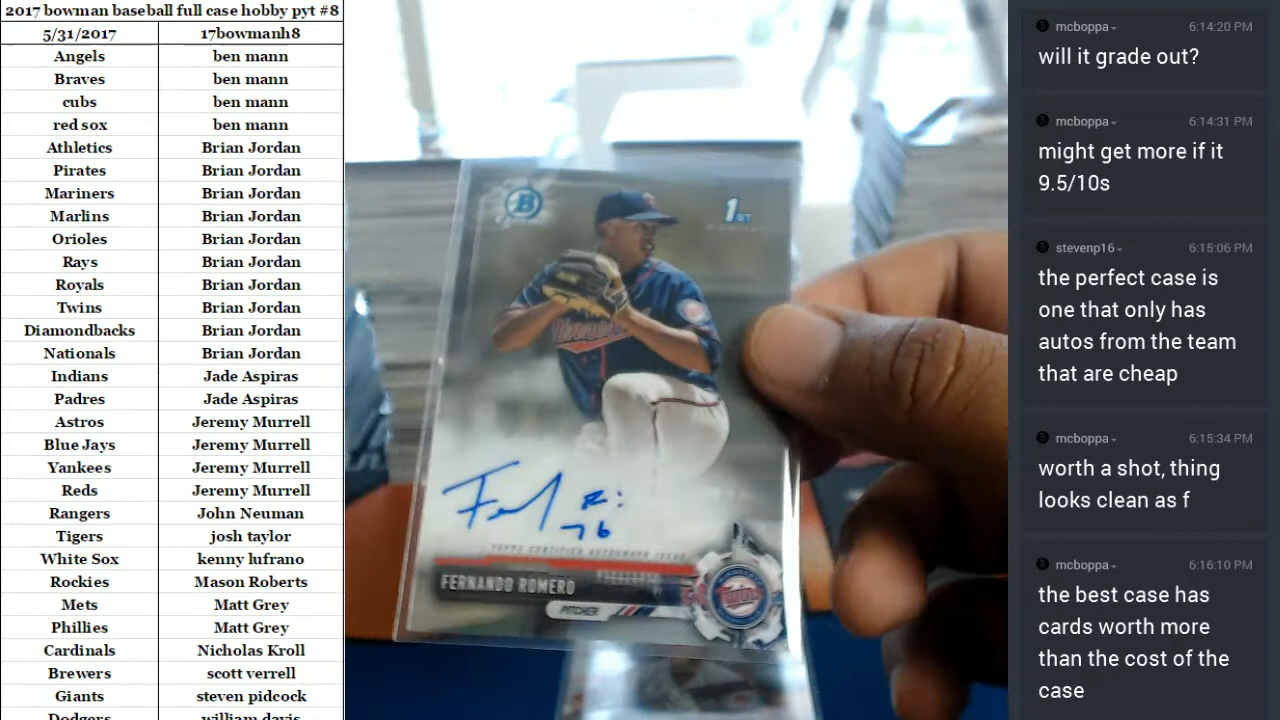 2017 bowman baseball full case hobby pyt #8
5/31/2017 17bowmanh8
Angels ben mann
Braves ben mann
cubs ben mann
red sox ben mann
Athletics Brian Jordan
Pirates Brian Jordan
Mariners Brian Jordan
Marlins Brian Jordan
Orioles Brian Jordan
Rays Brian Jordan
Royals Brian Jordan
Twins Brian Jordan
Diamondbacks Brian Jordan
Nationals Brian Jordan
Indians Jade Aspiras
Padres Jade Aspiras
Astros Jeremy Murrell
Blue Jays Jeremy Murrell
Yankees Jeremy Murrell
Reds Jeremy Murrell
Rangers John Neuman
Tigers josh taylor
White Sox kenny lufrano
Rockies Mason Roberts
Mets Matt Grey
Phillies Matt Grey
Cardinals Nicholas Kroll
Brewers scott verrell
Giants steven pidcock
Dodgers william davis
B
Chrome
1ST
76
TOPPS CERTIFIED AUTOGRAPH ISSUE
FERNANDO ROMERO
PITCHER
Twins
mcboppa 6:14:20 PM
will it grade out?
mcboppa 6:14:31 PM
might get more if it
9.5/10s
stevenp16 6:15:06 PM
the perfect case is
one that only has
autos from the team
that are cheap
mcboppa 6:15:34 PM
worth a shot, thing
looks clean as f
mcboppa 6:16:10 PM
the best case has
cards worth more
than the cost of the
case